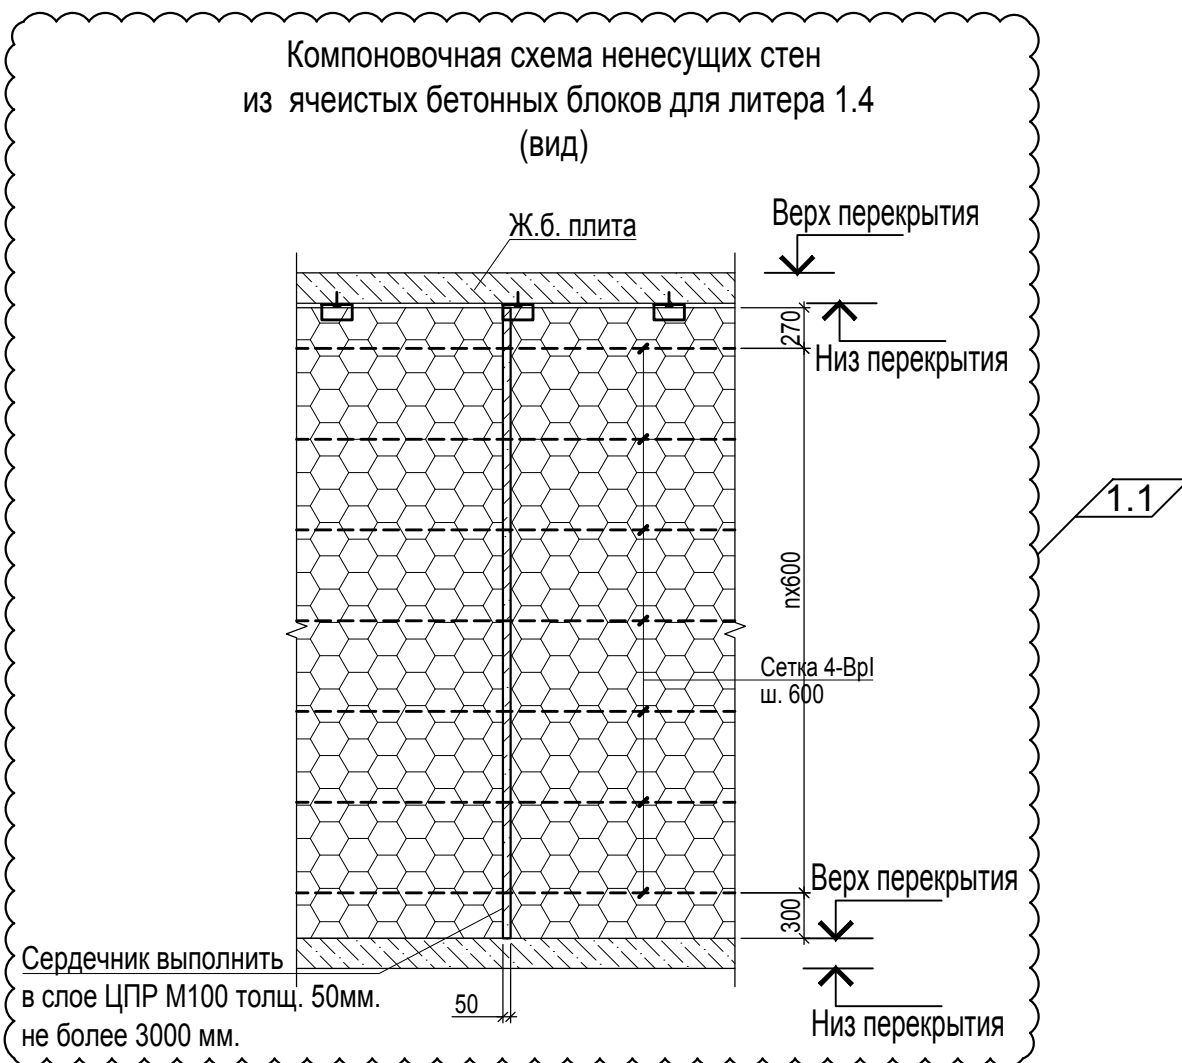 Компоновочная схема ненесущих стен
из ячеистых бетонных блоков для литера 1.4
(вид)
Ж.б. плита
Верх перекрытия
270
Низ перекрытия
1.1
nx600
Сетка 4-BpI
ш. 600
Верх перекрытия
300
Сердечник выполнить
в слое ЦПР М100 толщ. 50мм.
не более 3000 мм.
50
Низ перекрытия